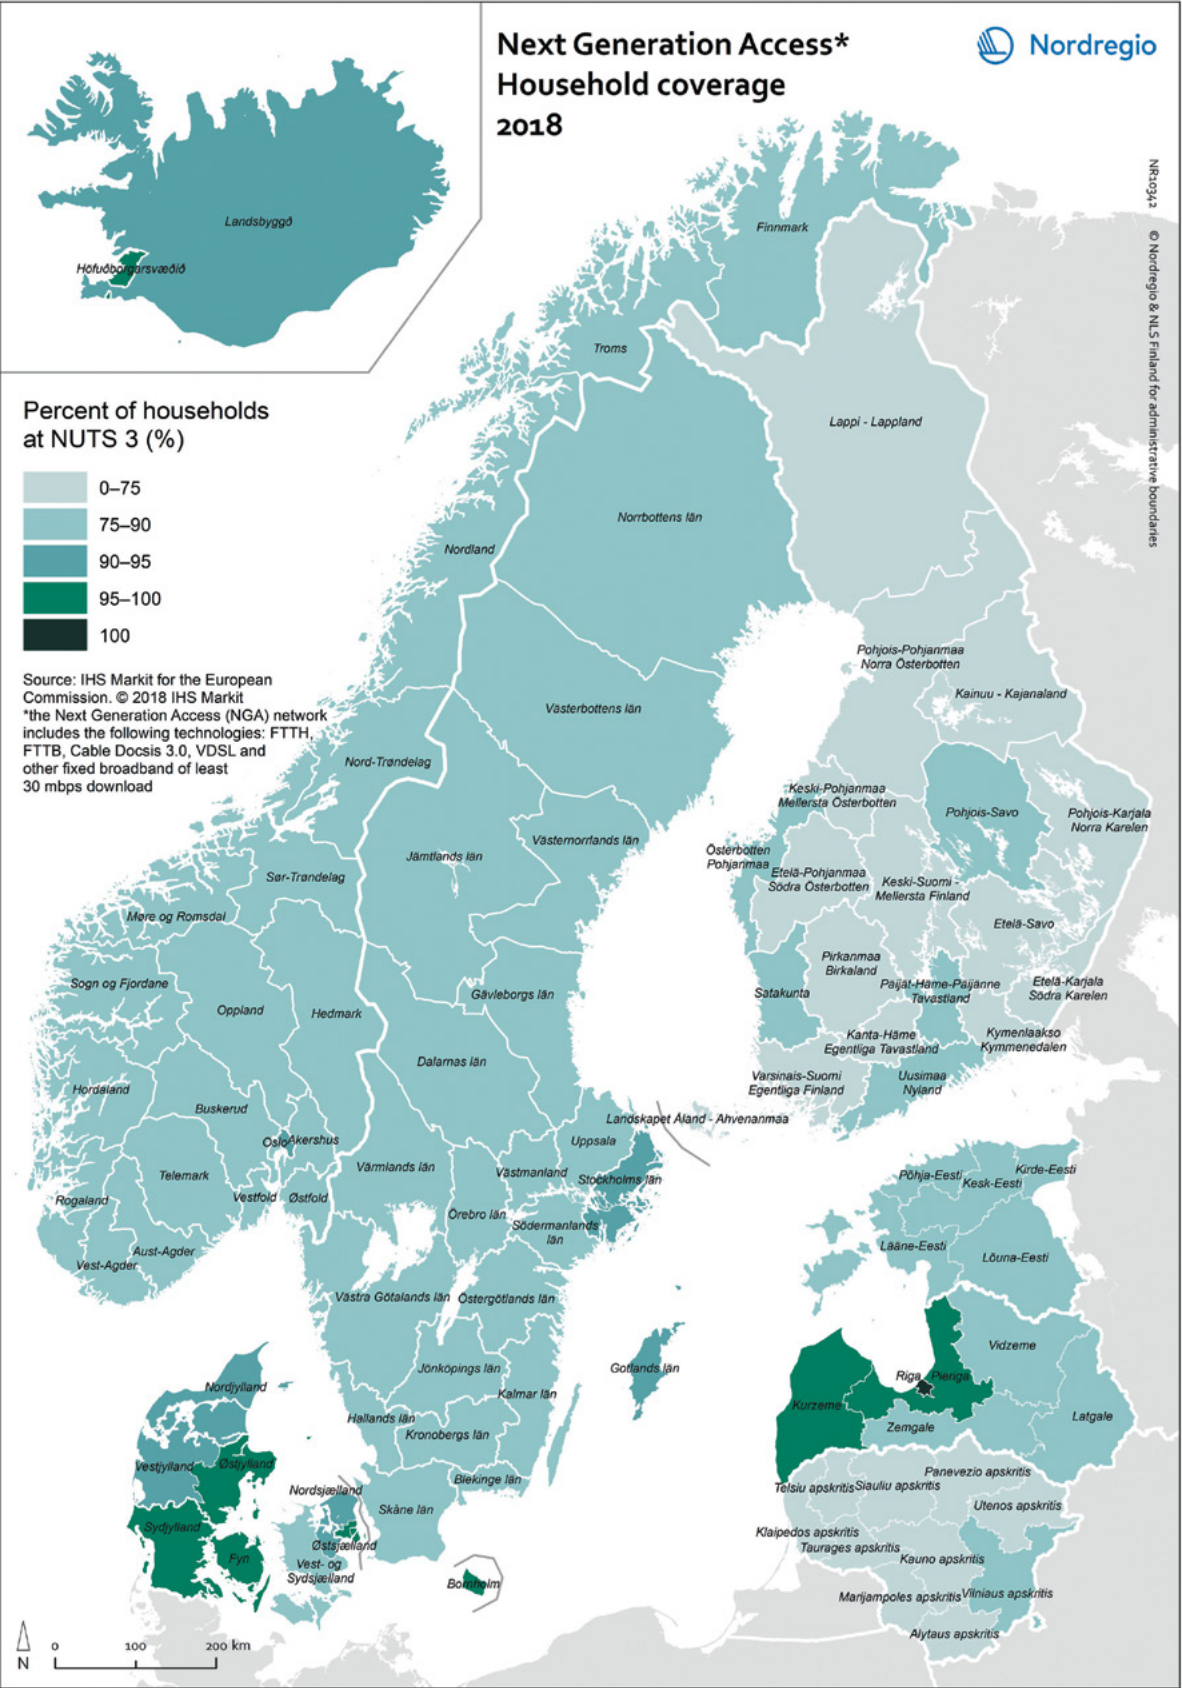 Next Generation Access*
Household coverage
2018
Nordregio
NR10342   © Nordregio & NLS Finland for administrative boundaries
Landsbyggð
Höfuðborgarsvæðið
Percent of households
at NUTS 3 (%)
0–75
75–90
90–95
95–100
100
Source: IHS Markit for the European
Commission. © 2018 IHS Markit
*the Next Generation Access (NGA) network
includes the following technologies: FTTH,
FTTB, Cable Docsis 3.0, VDSL and
other fixed broadband of least
30 mbps download
Finnmark
Troms
Lappi - Lappland
Norrbottens län
Nordland
Pohjois-Pohjanmaa
Norra Österbotten
Kainuu - Kajanaland
Västerbottens län
Nord-Trøndelag
Keski-Pohjanmaa
Mellersta Österbotten
Pohjois-Savo
Pohjois-Karjala
Norra Karelen
Västernorrlands län
Österbotten
Pohjanmaa
Jämtlands län
Etelä-Pohjanmaa
Södra Österbotten
Keski-Suomi -
Mellersta Finland
Sør-Trøndelag
Møre og Romsdal
Etelä-Savo
Pirkanmaa
Birkaland
Sogn og Fjordane
Gävleborgs län
Satakunta
Päijät-Häme-Päijänne
Tavastland
Etelä-Karjala
Södra Karelen
Oppland
Hedmark
Kanta-Häme
Egentliga Tavastland
Kymenlaakso
Kymmenedalen
Dalarnas län
Hordaland
Varsinais-Suomi
Egentliga Finland
Uusimaa
Nyland
Buskerud
Landskapet Åland - Ahvenanmaa
Oslo
Akershus
Uppsala
Telemark
Värmlands län
Västmanland
Stockholms län
Põhja-Eesti
Kirde-Eesti
Kesk-Eesti
Rogaland
Vestfold
Østfold
Örebro län
Södermanlands
län
Aust-Agder
Vest-Agder
Lääne-Eesti
Lõuna-Eesti
Västra Götalands län
Östergötlands län
Vidzeme
Jönköpings län
Gotlands län
Riga
Pieriga
Nordjylland
Kalmar län
Kurzeme
Hallands län
Kronobergs län
Zemgale
Latgale
Vestjylland
Østjylland
Blekinge län
Nordsjælland
Skåne län
Telsiu apskritis
Siauliu apskritis
Panevezio apskritis
Utenos apskritis
Sydjylland
Østsjælland
Klaipedos apskritis
Taurages apskritis
Fyn
Vest- og
Sydsjælland
Kauno apskritis
Bornholm
Marijampoles apskritis
Vilniaus apskritis
Alytaus apskritis
N
0
100
200 km